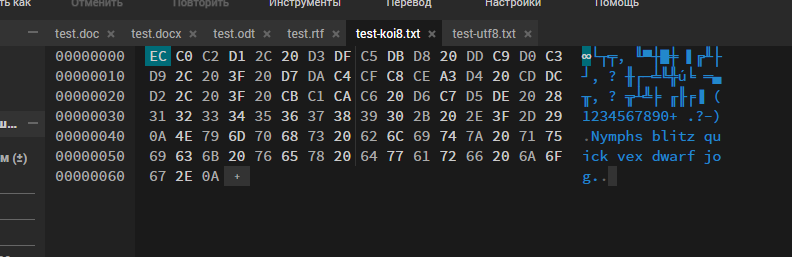 ть как Отменить Повторить Инструменты Перевод Настройки Помощь
test.doc × test.docx × test.odt × test.rtf × test-koi8.txt × test-utf8.txt ×
00000000 EC C0 C2 D1 2C 20 D3 DF C5 DB D8 20 DD C9 D0 C3 ∞└┬╤, ╙▀┼█╪ ▌╔╨├
00000010 D9 2C 20 3F 20 D7 DA C4 CF C8 CE A3 D4 20 CD DC ┘, ? ╫┌─╧╚╬ú╘ ═▄
00000020 D2 2C 20 3F 20 CB C1 CA C6 20 D6 C7 D5 DE 20 28 ╥, ? ╦┴╩╞ ╓╟╒▐ (
00000030 31 32 33 34 35 36 37 38 39 30 2B 20 2E 3F 2D 29 1234567890+ .?-)
ш...
00000040 0A 4E 79 6D 70 68 73 20 62 6C 69 74 7A 20 71 75 .Nymphs blitz qu
м (±)
00000050 69 63 6B 20 76 65 78 20 64 77 61 72 66 20 6A 6F ick vex dwarf jo
00000060 67 2E 0A + g..